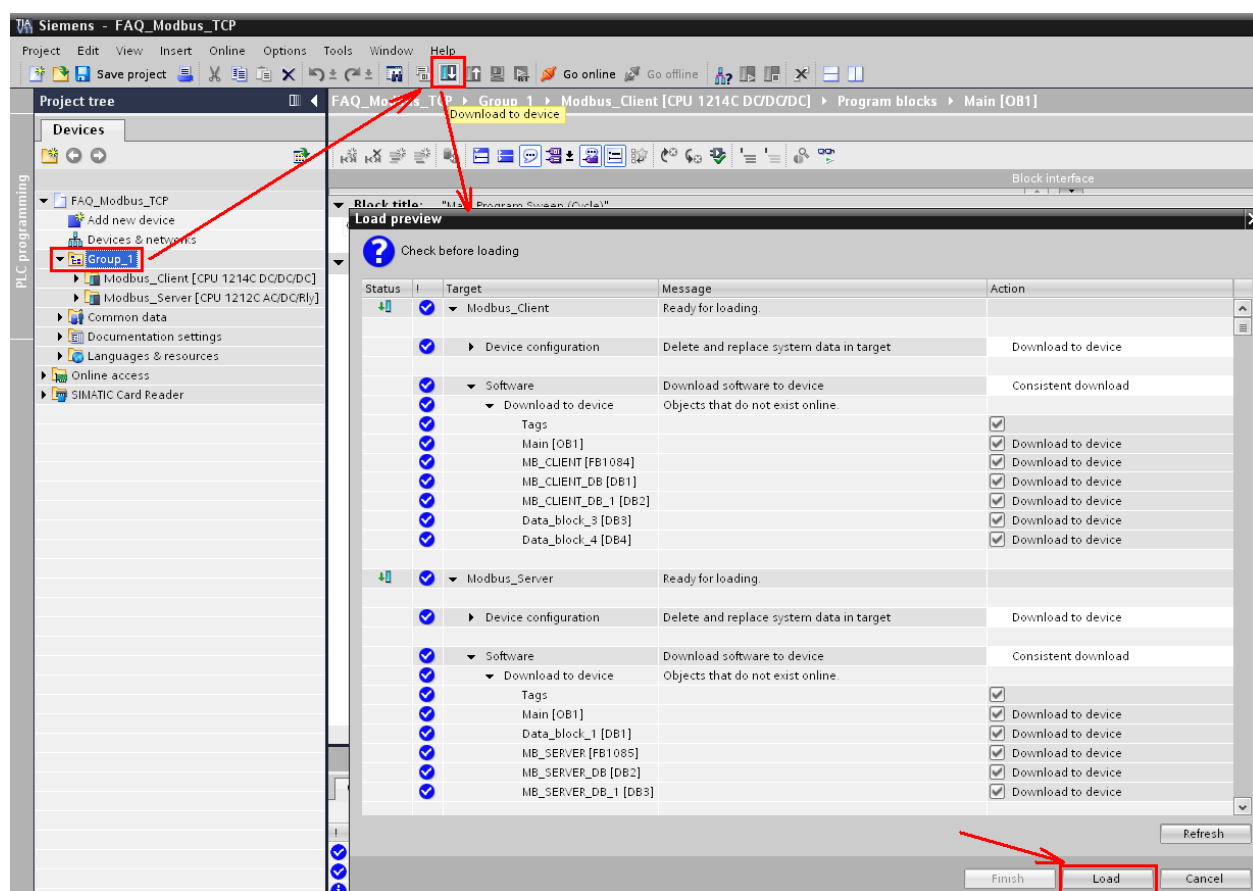 Siemens - FAQ_Modbus_TCP
Project Edit View Insert Online Options Tools Window Help
Save project Go online Go offline
Project tree
FAQ_Modbus_TCP Group_1 Modbus_Client [CPU 1214C DC/DC/DC] Program blocks Main [OB1]
Download to device
Devices
Block interface
PLC programming
FAQ_Modbus_TCP
Add new device
Devices & networks
Group_1
Modbus_Client [CPU 1214C DC/DC/DC]
Modbus_Server [CPU 1212C AC/DC/Rly]
Common data
Documentation settings
Languages & resources
Online access
SIMATIC Card Reader
Block title: "Main Program Sweep (Cycle)"
Load preview
? Check before loading
Status ! Target Message Action
Modbus_Client Ready for loading.
Device configuration Delete and replace system data in target Download to device
Software Download software to device Consistent download
Download to device Objects that do not exist online.
Tags
Main [OB1] Download to device
MB_CLIENT [FB1084] Download to device
MB_CLIENT_DB [DB1] Download to device
MB_CLIENT_DB_1 [DB2] Download to device
Data_block_3 [DB3] Download to device
Data_block_4 [DB4] Download to device
Modbus_Server Ready for loading.
Device configuration Delete and replace system data in target Download to device
Software Download software to device Consistent download
Download to device Objects that do not exist online.
Tags
Main [OB1] Download to device
Data_block_1 [DB1] Download to device
MB_SERVER [FB1085] Download to device
MB_SERVER_DB [DB2] Download to device
MB_SERVER_DB_1 [DB3] Download to device
Refresh
Finish Load Cancel